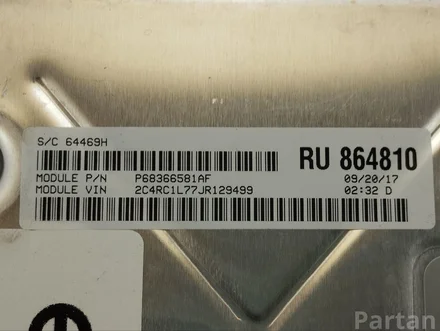 S/C 64469H
RU 864810
MODULE P/N P68366581AF 09/20/17
MODULE VIN 2C4RC1L77JR129499 02:32 D
Partan